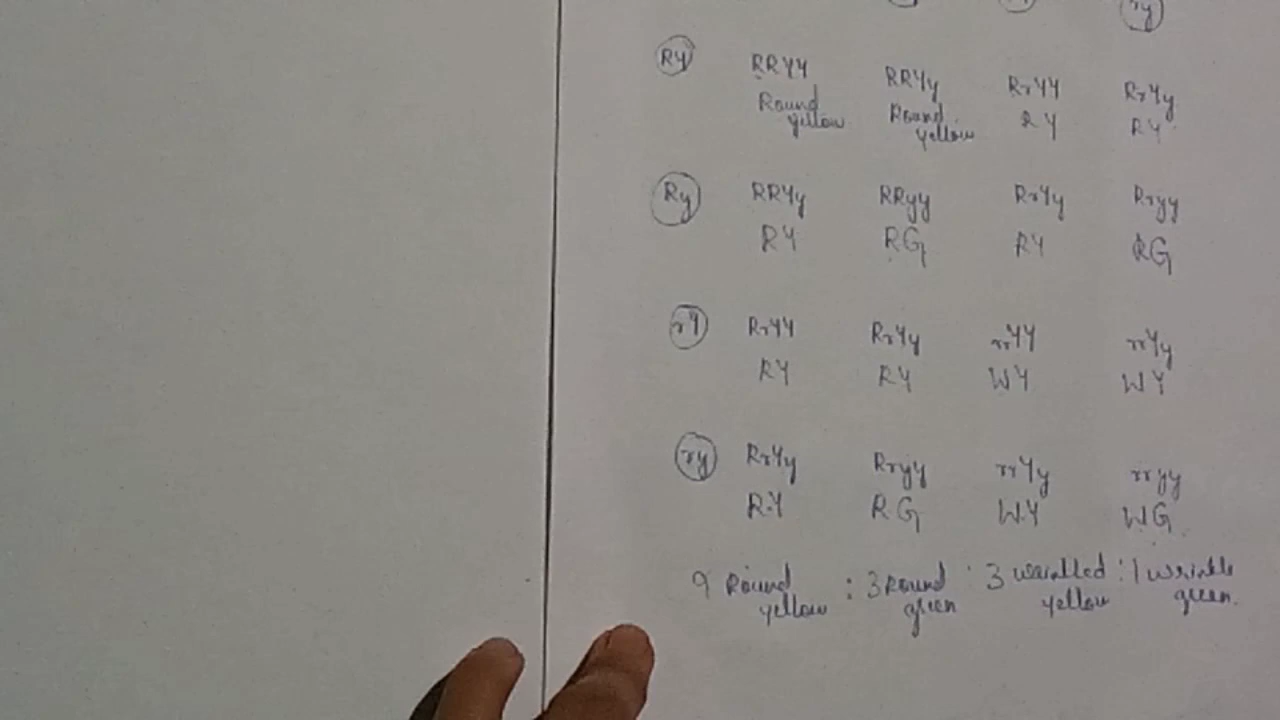 ry
RY RRYY RRYy RrYY RrYy
Round yellow Round yellow RY RY
Ry RRYy RRyy RrYy Rryy
RY RG RY RG
rY RrYY RrYy rrYY rrYy
RY RY WY WY
ry RrYy Rryy rrYy rryy
RY RG WY WG
9 Round yellow : 3 Round green : 3 wrinkled yellow : 1 wrinkle green.